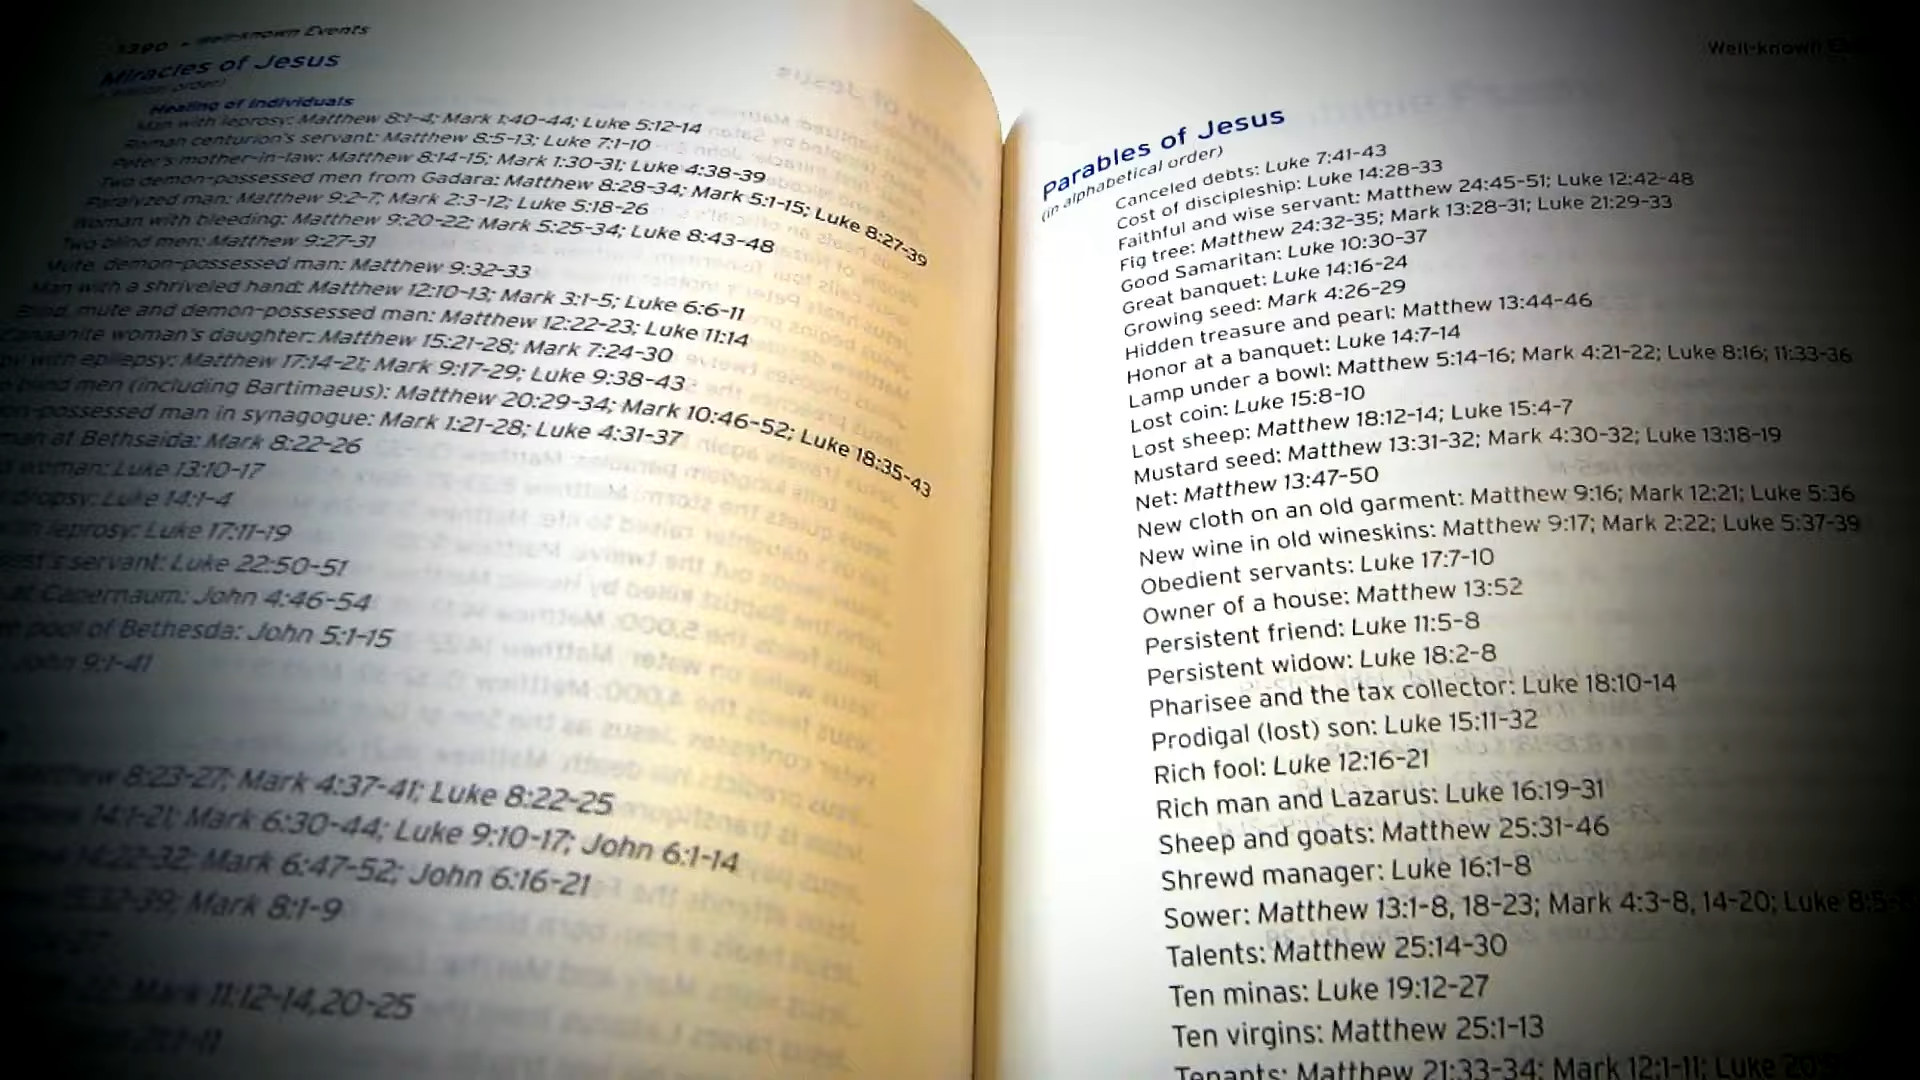 1390 • Well-known Events
Miracles of Jesus
Healing of Individuals
Man with leprosy: Matthew 8:1-4; Mark 1:40-44; Luke 5:12-14
Roman centurion's servant: Matthew 8:5-13; Luke 7:1-10
Peter's mother-in-law: Matthew 8:14-15; Mark 1:30-31; Luke 4:38-39
Two demon-possessed men from Gadara: Matthew 8:28-34; Mark 5:1-15; Luke 8:27-39
Paralyzed man: Matthew 9:2-7; Mark 2:3-12; Luke 5:18-26
Woman with bleeding: Matthew 9:20-22; Mark 5:25-34; Luke 8:43-48
Two blind men: Matthew 9:27-31
Mute, demon-possessed man: Matthew 9:32-33
Man with a shriveled hand: Matthew 12:10-13; Mark 3:1-5; Luke 6:6-11
Blind, mute and demon-possessed man: Matthew 12:22-23; Luke 11:14
Canaanite woman's daughter: Matthew 15:21-28; Mark 7:24-30
with epilepsy: Matthew 17:14-21; Mark 9:17-29; Luke 9:38-43
blind men (including Bartimaeus): Matthew 20:29-34; Mark 10:46-52; Luke 18:35-43
-possessed man in synagogue: Mark 1:21-28; Luke 4:31-37
man at Bethsaida: Mark 8:22-26
woman: Luke 13:10-17
dropsy: Luke 14:1-4
leprosy: Luke 17:11-19
servant: Luke 22:50-51
at Capernaum: John 4:46-54
pool of Bethesda: John 5:1-15
John 9:1-41
Matthew 8:23-27; Mark 4:37-41; Luke 8:22-25
14:1-21; Mark 6:30-44; Luke 9:10-17; John 6:1-14
14:22-32; Mark 6:47-52; John 6:16-21
15:32-39; Mark 8:1-9
Mark 11:12-14,20-25
21:1-11
Well-known
Parables of Jesus
(in alphabetical order)
Canceled debts: Luke 7:41-43
Cost of discipleship: Luke 14:28-33
Faithful and wise servant: Matthew 24:45-51; Luke 12:42-48
Fig tree: Matthew 24:32-35; Mark 13:28-31; Luke 21:29-33
Good Samaritan: Luke 10:30-37
Great banquet: Luke 14:16-24
Growing seed: Mark 4:26-29
Hidden treasure and pearl: Matthew 13:44-46
Honor at a banquet: Luke 14:7-14
Lamp under a bowl: Matthew 5:14-16; Mark 4:21-22; Luke 8:16; 11:33-36
Lost coin: Luke 15:8-10
Lost sheep: Matthew 18:12-14; Luke 15:4-7
Mustard seed: Matthew 13:31-32; Mark 4:30-32; Luke 13:18-19
Net: Matthew 13:47-50
New cloth on an old garment: Matthew 9:16; Mark 12:21; Luke 5:36
New wine in old wineskins: Matthew 9:17; Mark 2:22; Luke 5:37-39
Obedient servants: Luke 17:7-10
Owner of a house: Matthew 13:52
Persistent friend: Luke 11:5-8
Persistent widow: Luke 18:2-8
Pharisee and the tax collector: Luke 18:10-14
Prodigal (lost) son: Luke 15:11-32
Rich fool: Luke 12:16-21
Rich man and Lazarus: Luke 16:19-31
Sheep and goats: Matthew 25:31-46
Shrewd manager: Luke 16:1-8
Sower: Matthew 13:1-8, 18-23; Mark 4:3-8, 14-20; Luke
Talents: Matthew 25:14-30
Ten minas: Luke 19:12-27
Ten virgins: Matthew 25:1-13
Tenants: Matthew 21:33-34; Mark 12:1-11; Luke